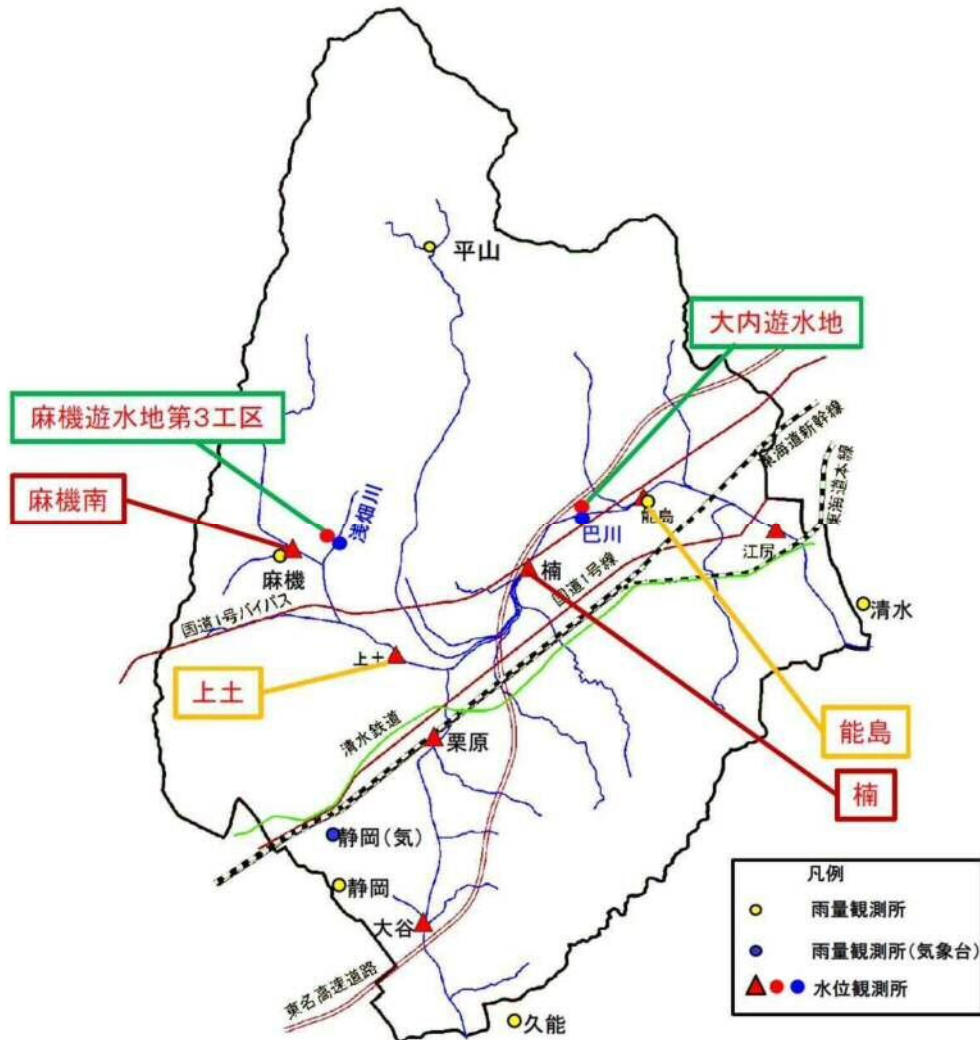 平山
大内遊水地
東海道新幹線
東海道本線
麻機遊水地第3工区
麻機南
浅畑川
麻機
巴川
能島
江尻
楠
国道1号線
国道1号バイパス
清水
上土
上土
能島
清水鉄道
栗原
楠
静岡(気)
静岡
大谷
東名高速道路
久能
凡例
雨量観測所
雨量観測所(気象台)
水位観測所